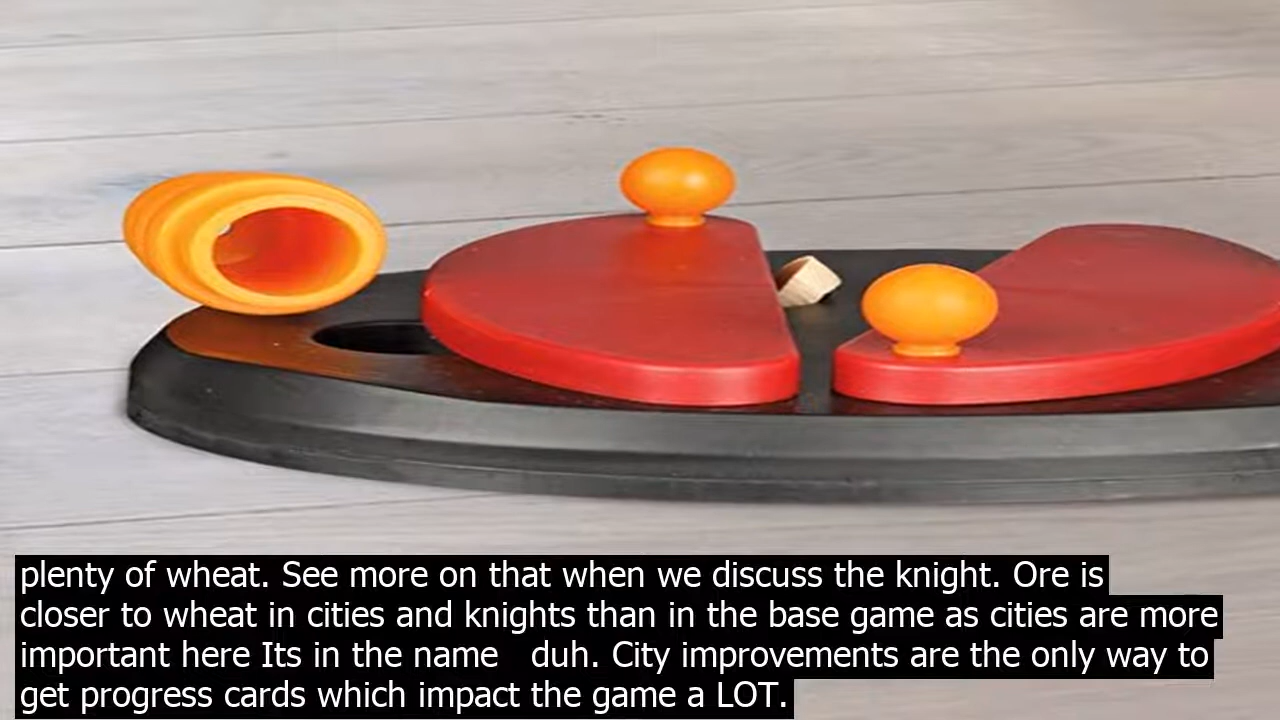 plenty of wheat. See more on that when we discuss the knight. Ore is
closer to wheat in cities and knights than in the base game as cities are more
important here Its in the name   duh. City improvements are the only way to
get progress cards which impact the game a LOT.